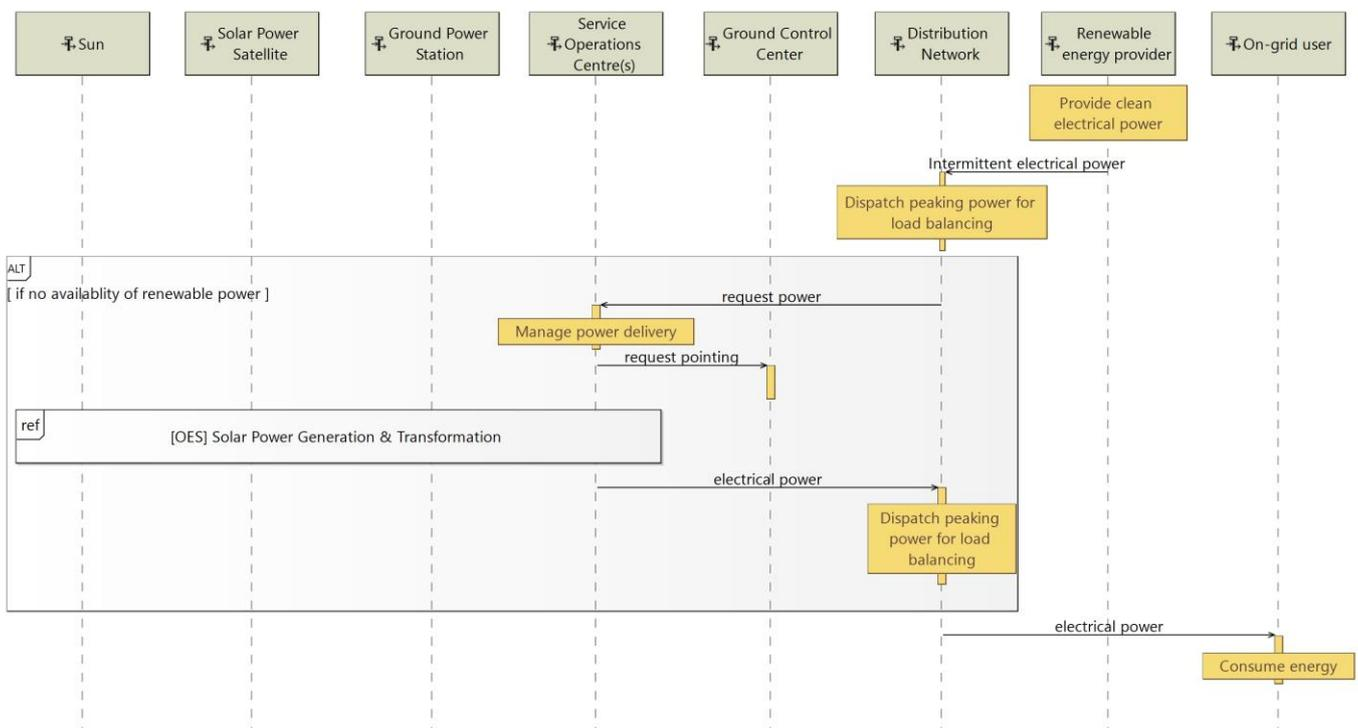 Sun
Solar Power
Satellite
Ground Power
Station
Service
Operations
Centre(s)
Ground Control
Center
Distribution
Network
Renewable
energy provider
On-grid user
Provide clean
electrical power
Intermittent electrical power
Dispatch peaking power for
load balancing
ALT
[ if no availablity of renewable power ]
request power
Manage power delivery
request pointing
ref
[OES] Solar Power Generation & Transformation
electrical power
Dispatch peaking
power for load
balancing
electrical power
Consume energy